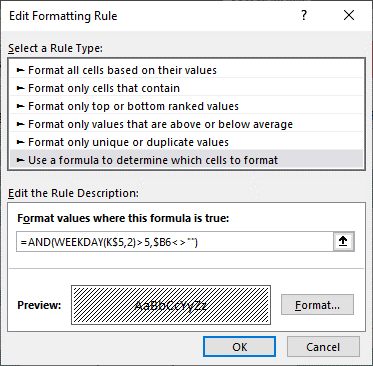 Edit Formatting Rule
Select a Rule Type:
► Format all cells based on their values
► Format only cells that contain
► Format only top or bottom ranked values
► Format only values that are above or below average
► Format only unique or duplicate values
► Use a formula to determine which cells to format
Edit the Rule Description:
Format values where this formula is true:
=AND(WEEKDAY(K$5,2)>5,$B6<>"")
Preview: AaBbCcYyZz Format...
OK Cancel